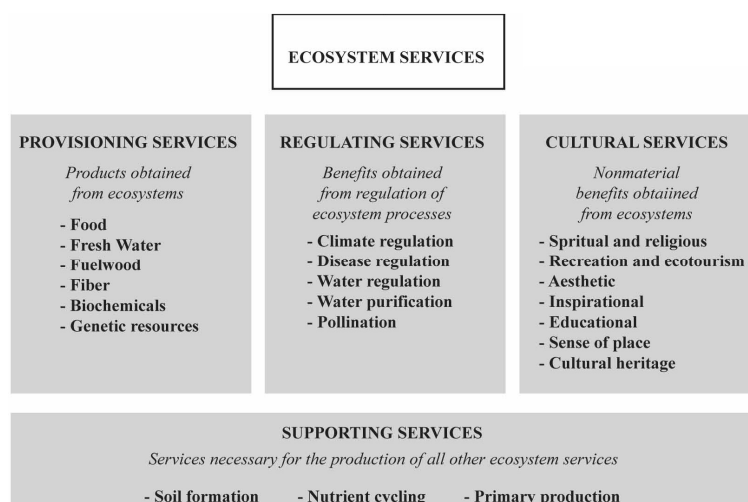 ECOSYSTEM SERVICES
PROVISIONING SERVICES
Products obtained
from ecosystems
- Food
- Fresh Water
- Fuelwood
- Fiber
- Biochemicals
- Genetic resources
REGULATING SERVICES
Benefits obtained
from regulation of
ecosystem processes
- Climate regulation
- Disease regulation
- Water regulation
- Water purification
- Pollination
CULTURAL SERVICES
Nonmaterial
benefits obtaiined
from ecosystems
- Spritual and religious
- Recreation and ecotourism
- Aesthetic
- Inspirational
- Educational
- Sense of place
- Cultural heritage
SUPPORTING SERVICES
Services necessary for the production of all other ecosystem services
- Soil formation - Nutrient cycling - Primary production